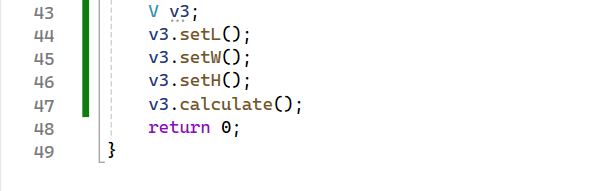 43 V v3;
44 v3.setL();
45 v3.setW();
46 v3.setH();
47 v3.calculate();
48 return 0;
49 }